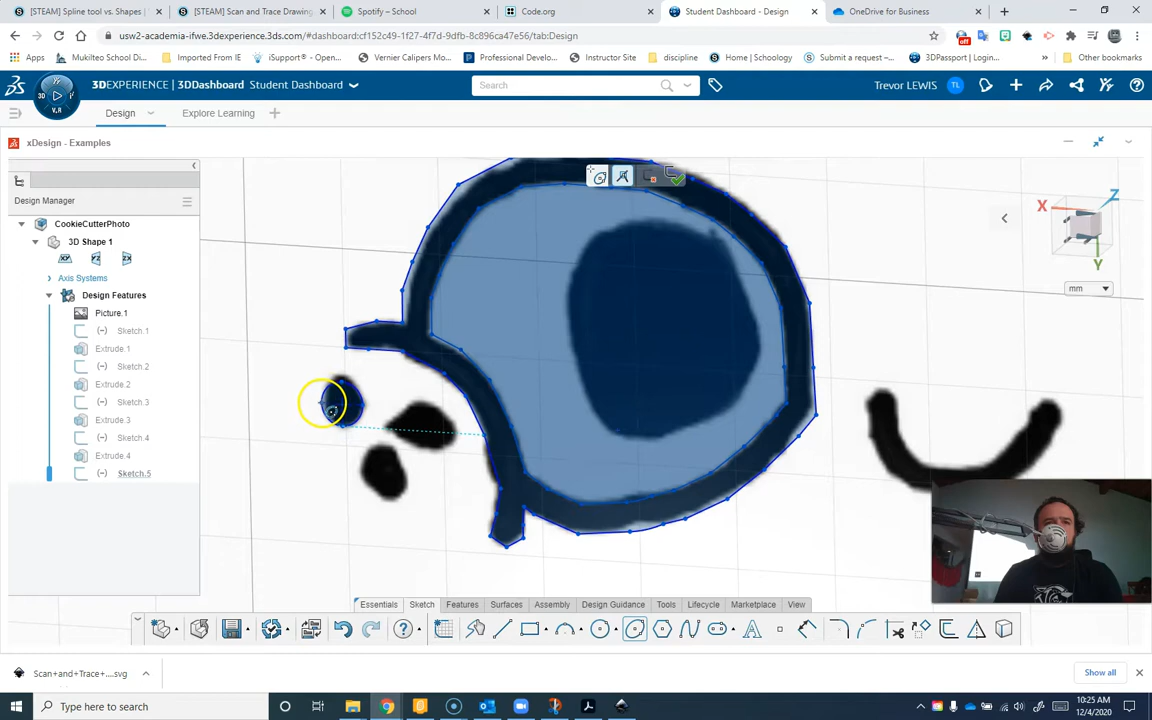 [STEAM] Spline tool vs. Shapes
[STEAM] Scan and Trace Drawing
Spotify – School
Code.org
Student Dashboard - Design
OneDrive for Business
usw2-academia-ifwe.3dexperience.3ds.com/#dashboard:cf152c49-1f27-4f7d-9dfb-8c896ca47e56/tab:Design
Apps
Mukilteo School Di...
Imported From IE
iSupport® - Open...
Vernier Calipers Mo...
Professional Devel...
Instructor Site
discipline
Home | Schoology
Submit a request –...
3DPassport | Login...
»
Other bookmarks
3DEXPERIENCE | 3DDashboard Student Dashboard
Search
Trevor LEWIS
TL
Design
Explore Learning
xDesign - Examples
Design Manager
CookieCutterPhoto
3D Shape 1
Axis Systems
Design Features
Picture.1
(-) Sketch.1
Extrude.1
(-) Sketch.2
Extrude.2
(-) Sketch.3
Extrude.3
(-) Sketch.4
Extrude.4
(-) Sketch.5
X
Z
Y
mm
Essentials
Sketch
Features
Surfaces
Assembly
Design Guidance
Tools
Lifecycle
Marketplace
View
Scan+and+Trace+....svg
Show all
Type here to search
10:25 AM
12/4/2020